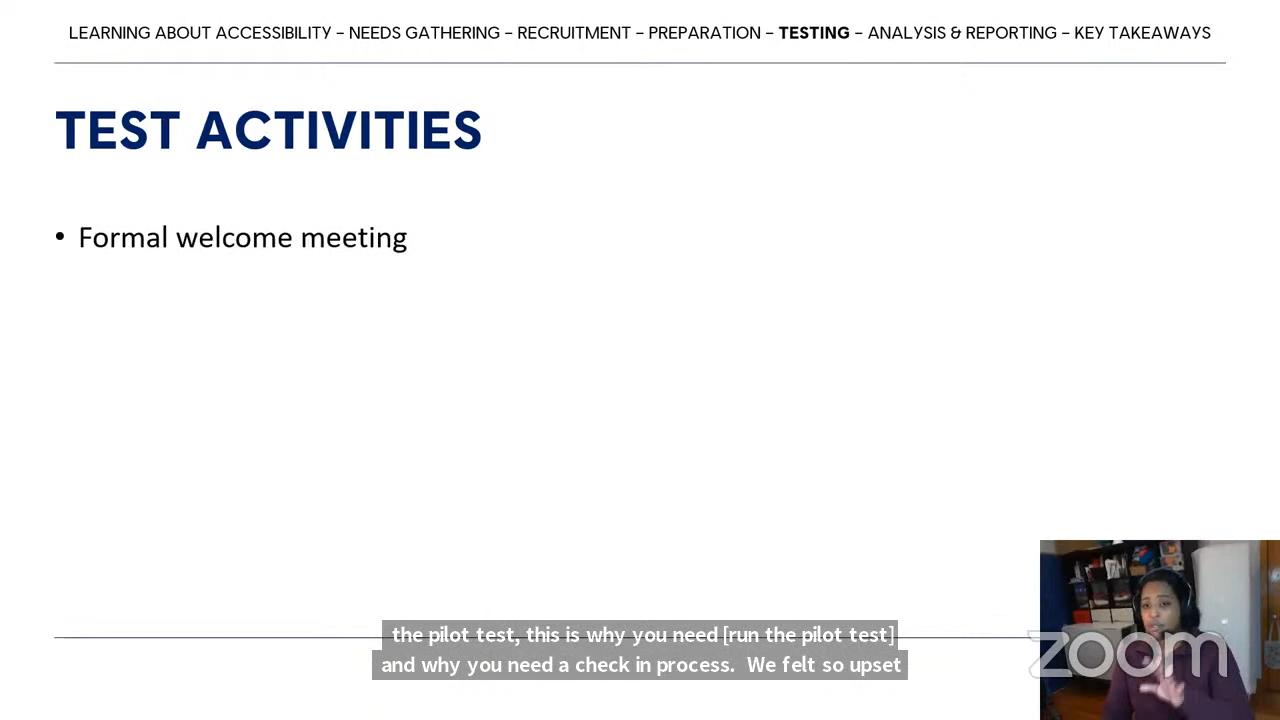 LEARNING ABOUT ACCESSIBILITY – NEEDS GATHERING – RECRUITMENT – PREPARATION – TESTING – ANALYSIS & REPORTING – KEY TAKEAWAYS
TEST ACTIVITIES
• Formal welcome meeting
the pilot test, this is why you need [run the pilot test]
and why you need a check in process.  We felt so upset
zoom